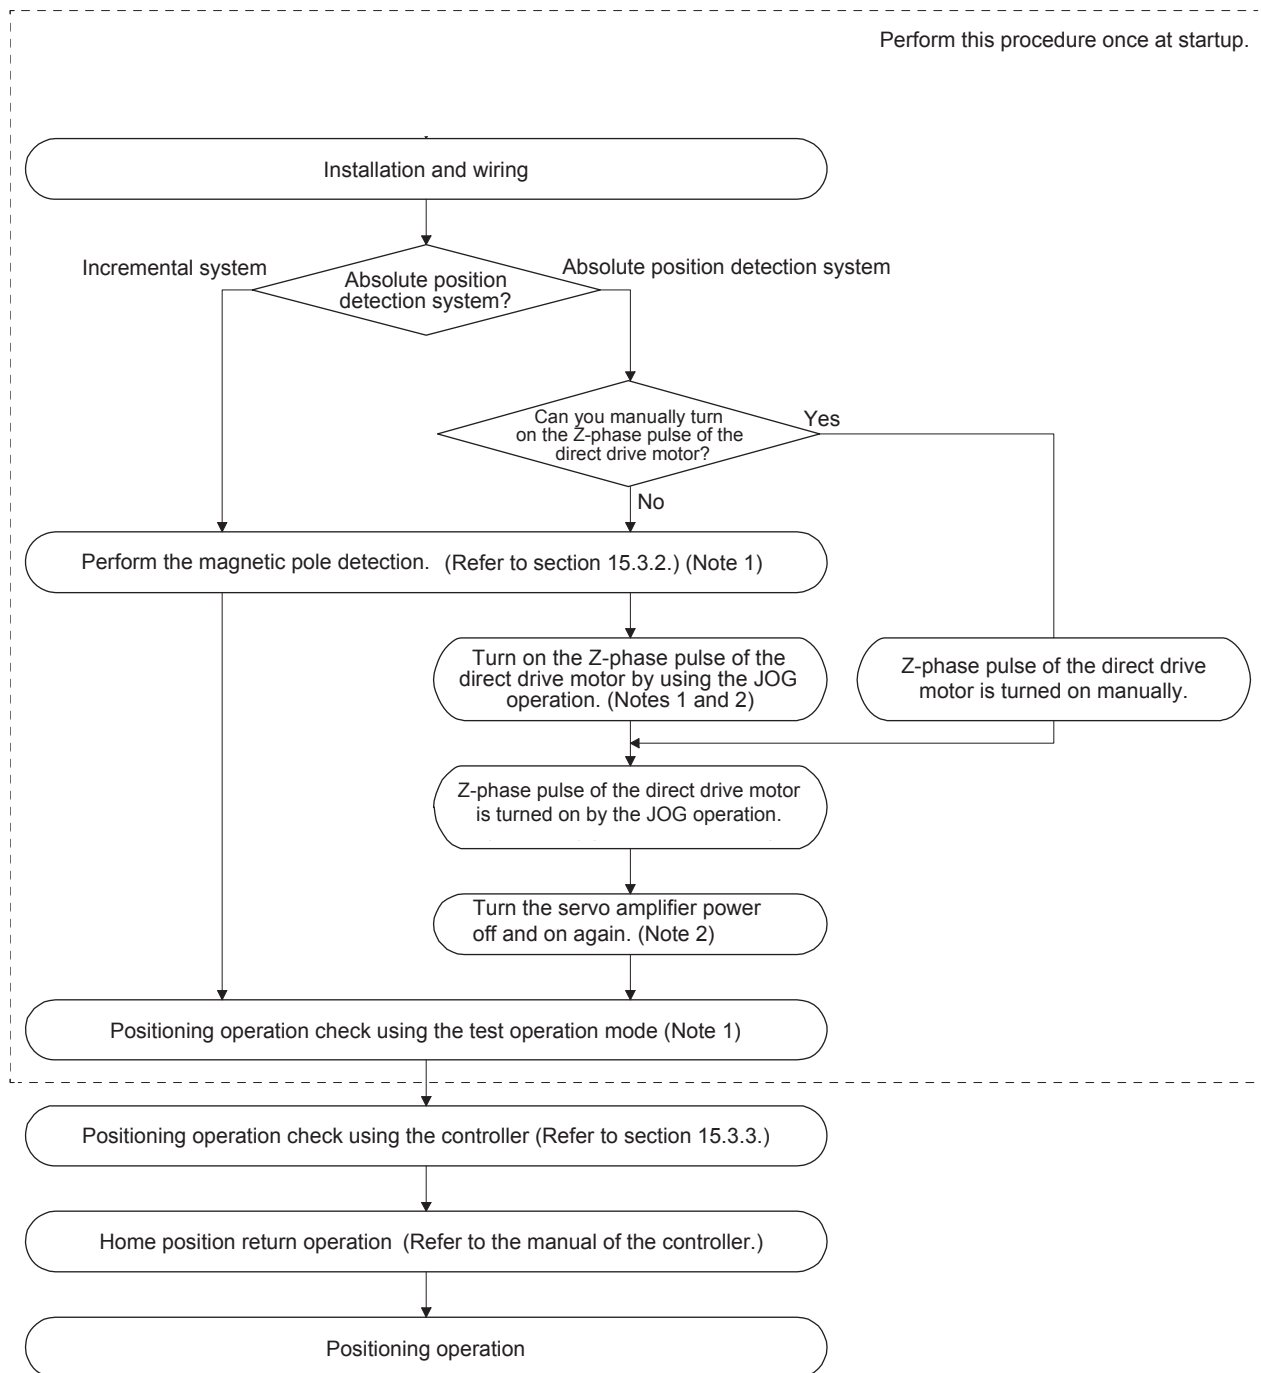 Perform this procedure once at startup.
Installation and wiring
Incremental system
Absolute position detection system
Absolute position
detection system?
Can you manually turn
on the Z-phase pulse of the
direct drive motor?
Yes
No
Perform the magnetic pole detection. (Refer to section 15.3.2.) (Note 1)
Turn on the Z-phase pulse of the
direct drive motor by using the JOG
operation. (Notes 1 and 2)
Z-phase pulse of the direct drive
motor is turned on manually.
Z-phase pulse of the direct drive motor
is turned on by the JOG operation.
Turn the servo amplifier power
off and on again. (Note 2)
Positioning operation check using the test operation mode (Note 1)
Positioning operation check using the controller (Refer to section 15.3.3.)
Home position return operation (Refer to the manual of the controller.)
Positioning operation